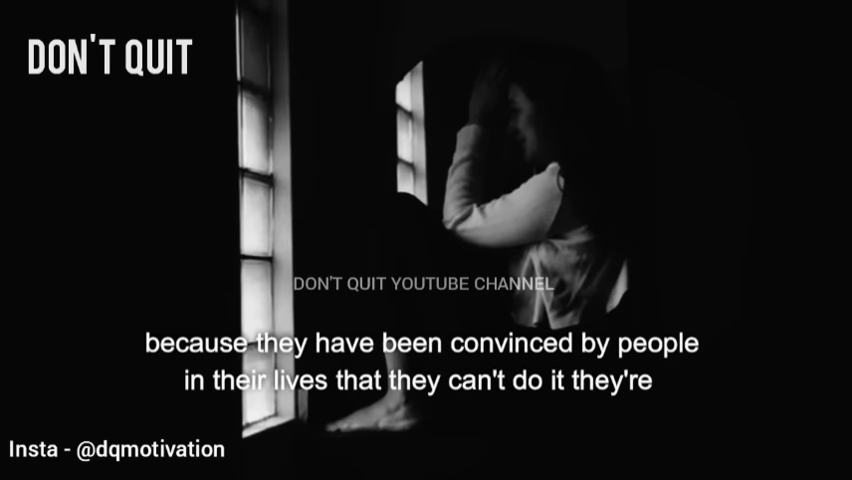 DON'T QUIT
DON'T QUIT YOUTUBE CHANNEL
because they have been convinced by people
in their lives that they can't do it they're
Insta - @dqmotivation